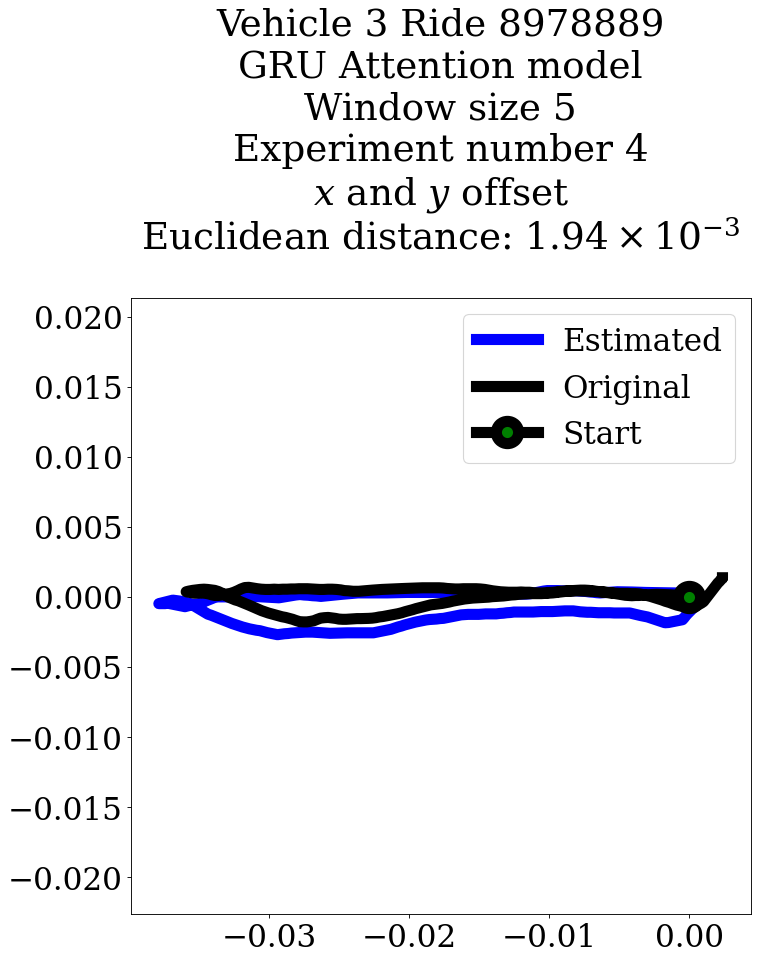 Vehicle 3 Ride 8978889
GRU Attention model
Window size 5
Experiment number 4
x and y offset
Euclidean distance: 1.94 × 10⁻³
0.020
0.015
0.010
0.005
0.000
−0.005
−0.010
−0.015
−0.020
Estimated
Original
Start
−0.03 −0.02 −0.01 0.00